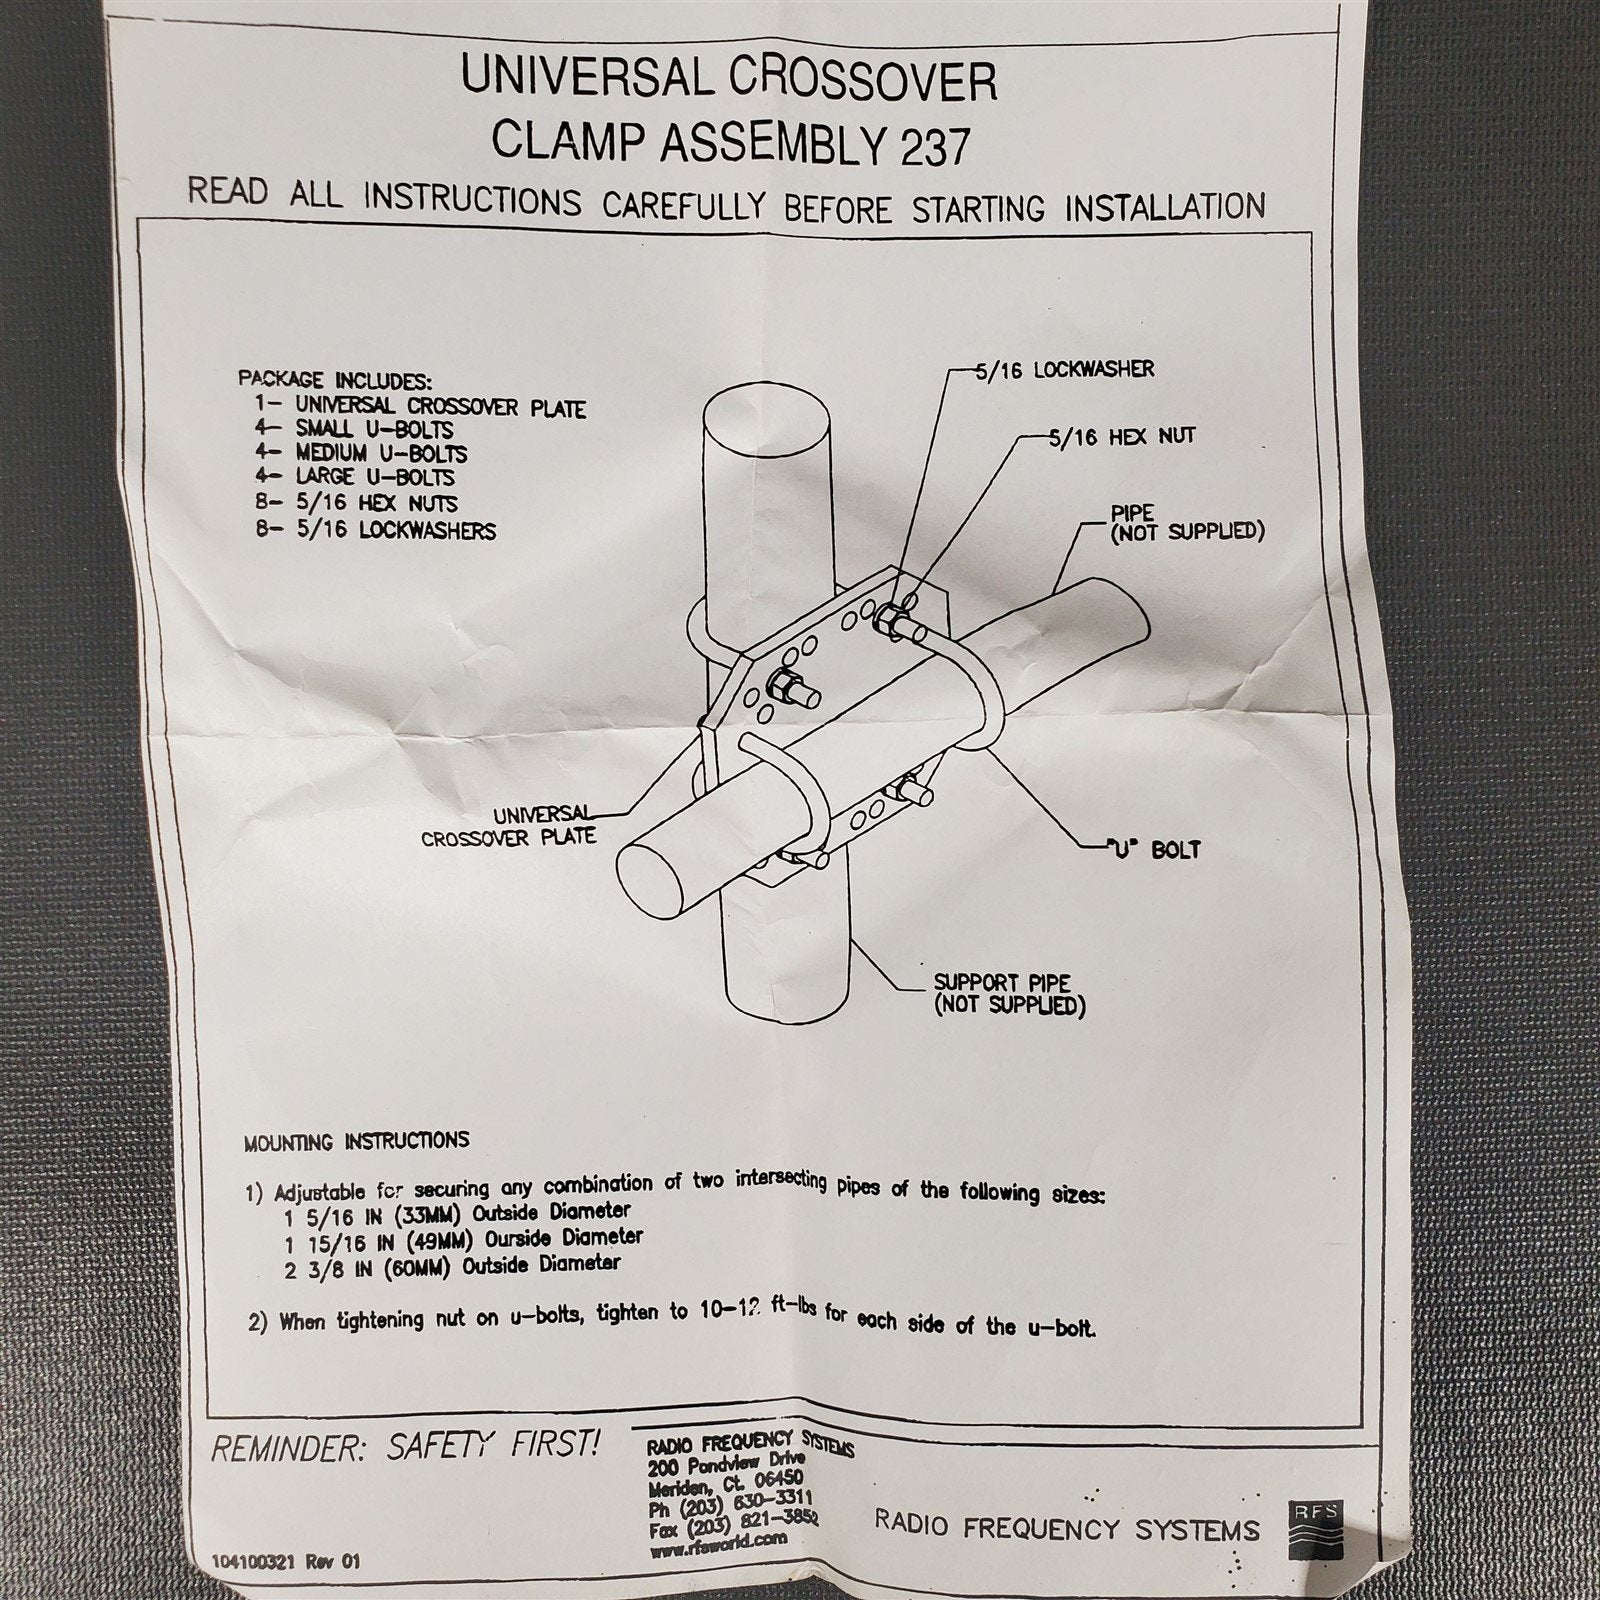 UNIVERSAL CROSSOVER
CLAMP ASSEMBLY 237
READ ALL INSTRUCTIONS CAREFULLY BEFORE STARTING INSTALLATION
PACKAGE INCLUDES:
1- UNIVERSAL CROSSOVER PLATE
4- SMALL U-BOLTS
4- MEDIUM U-BOLTS
4- LARGE U-BOLTS
8- 5/16 HEX NUTS
8- 5/16 LOCKWASHERS
5/16 LOCKWASHER
5/16 HEX NUT
PIPE
(NOT SUPPLIED)
UNIVERSAL
CROSSOVER PLATE
"U" BOLT
SUPPORT PIPE
(NOT SUPPLIED)
MOUNTING INSTRUCTIONS
1) Adjustable for securing any combination of two intersecting pipes of the following sizes:
1 5/16 IN (33MM) Outside Diameter
1 15/16 IN (49MM) Ourside Diameter
2 3/8 IN (60MM) Outside Diameter
2) When tightening nut on u-bolts, tighten to 10-12 ft-lbs for each side of the u-bolt.
REMINDER: SAFETY FIRST!
RADIO FREQUENCY SYSTEMS
200 Pondview Drive
Meriden, Ct. 06450
Ph (203) 630-3311
Fax (203) 821-3852
www.rfsworld.com
RADIO FREQUENCY SYSTEMS
RFS
104100321 Rev 01